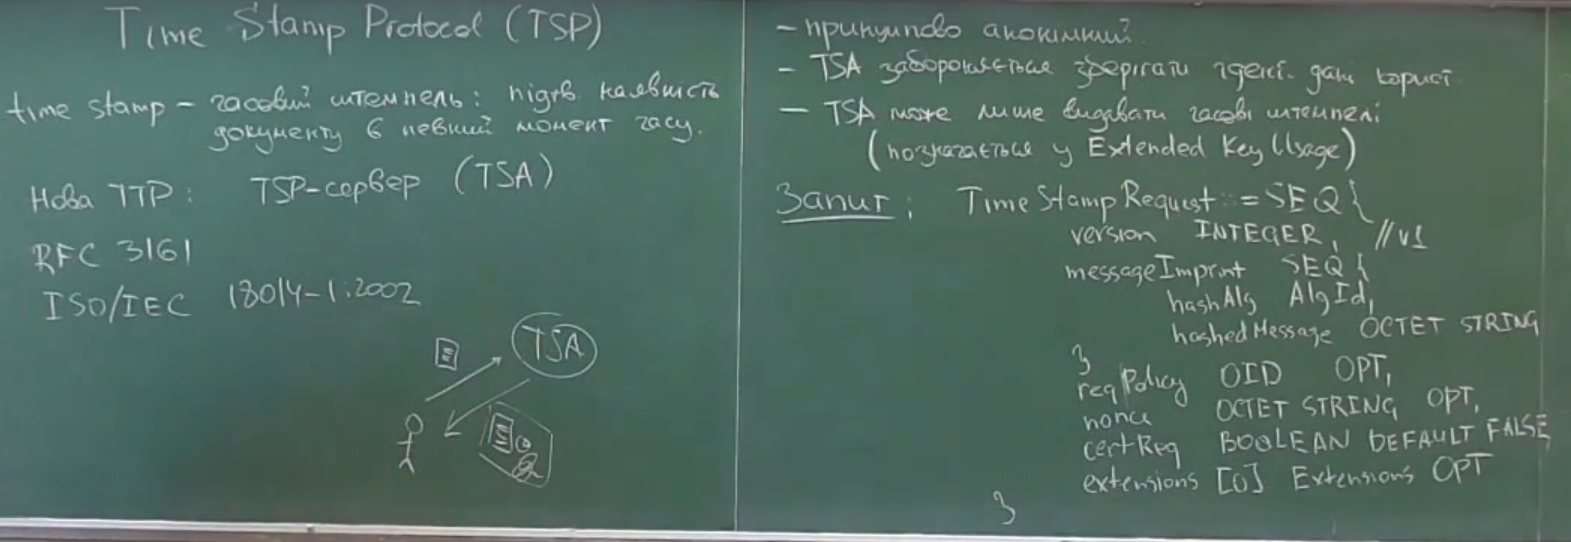 Time Stamp Protocol (TSP)
time stamp – часовий штемпель: підтв. наявність
документу в певний момент часу.
Нова TTP: TSP-сервер (TSA)
RFC 3161
ISO/IEC 18014-1:2002
TSA
- принципово анонімний.
- TSA забороняється зберігати ідент. дані корист.
- TSA може лише видавати часові штемпелі
(позначається у Extended Key Usage)
Запит: TimeStampRequest ::= SEQ {
version INTEGER, //v1
messageImprint SEQ {
hashAlg AlgId,
hashedMessage OCTET STRING
}
reqPolicy OID OPT,
nonce OCTET STRING OPT,
certReq BOOLEAN DEFAULT FALSE,
extensions [0] Extensions OPT
}